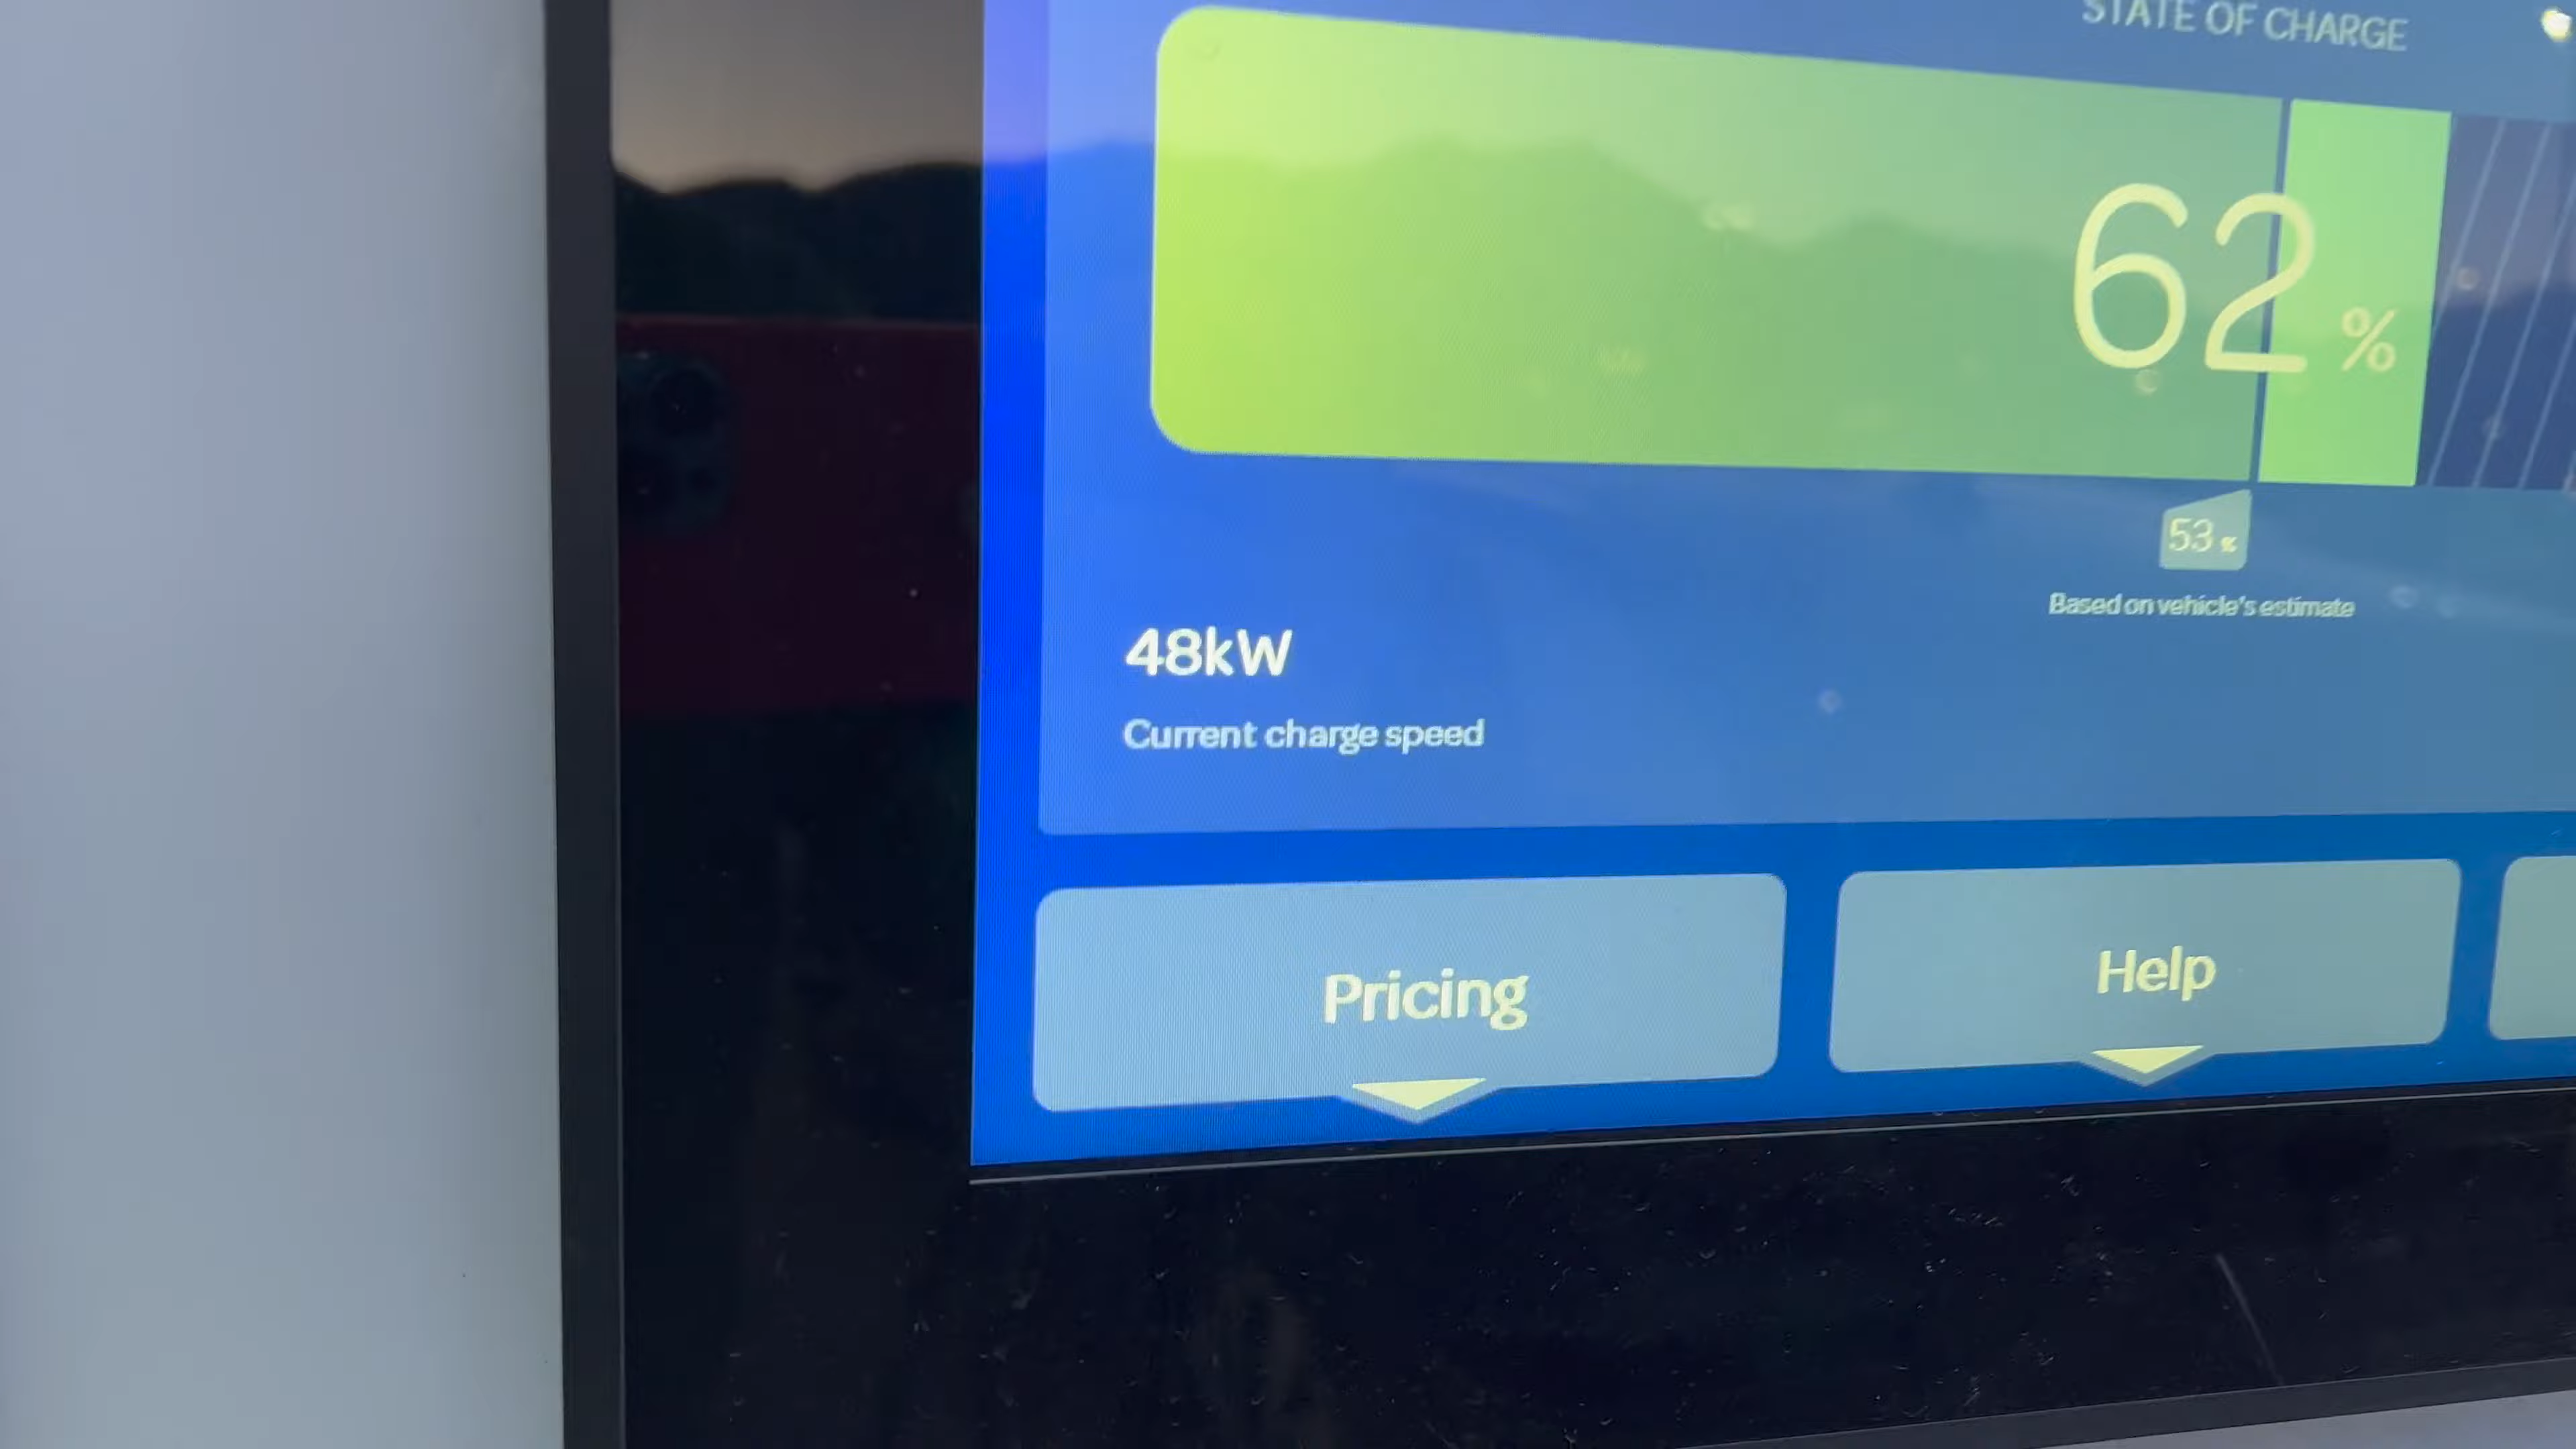 STATE OF CHARGE
62 %
53 %
Based on vehicle's estimate
48kW
Current charge speed
Pricing
Help